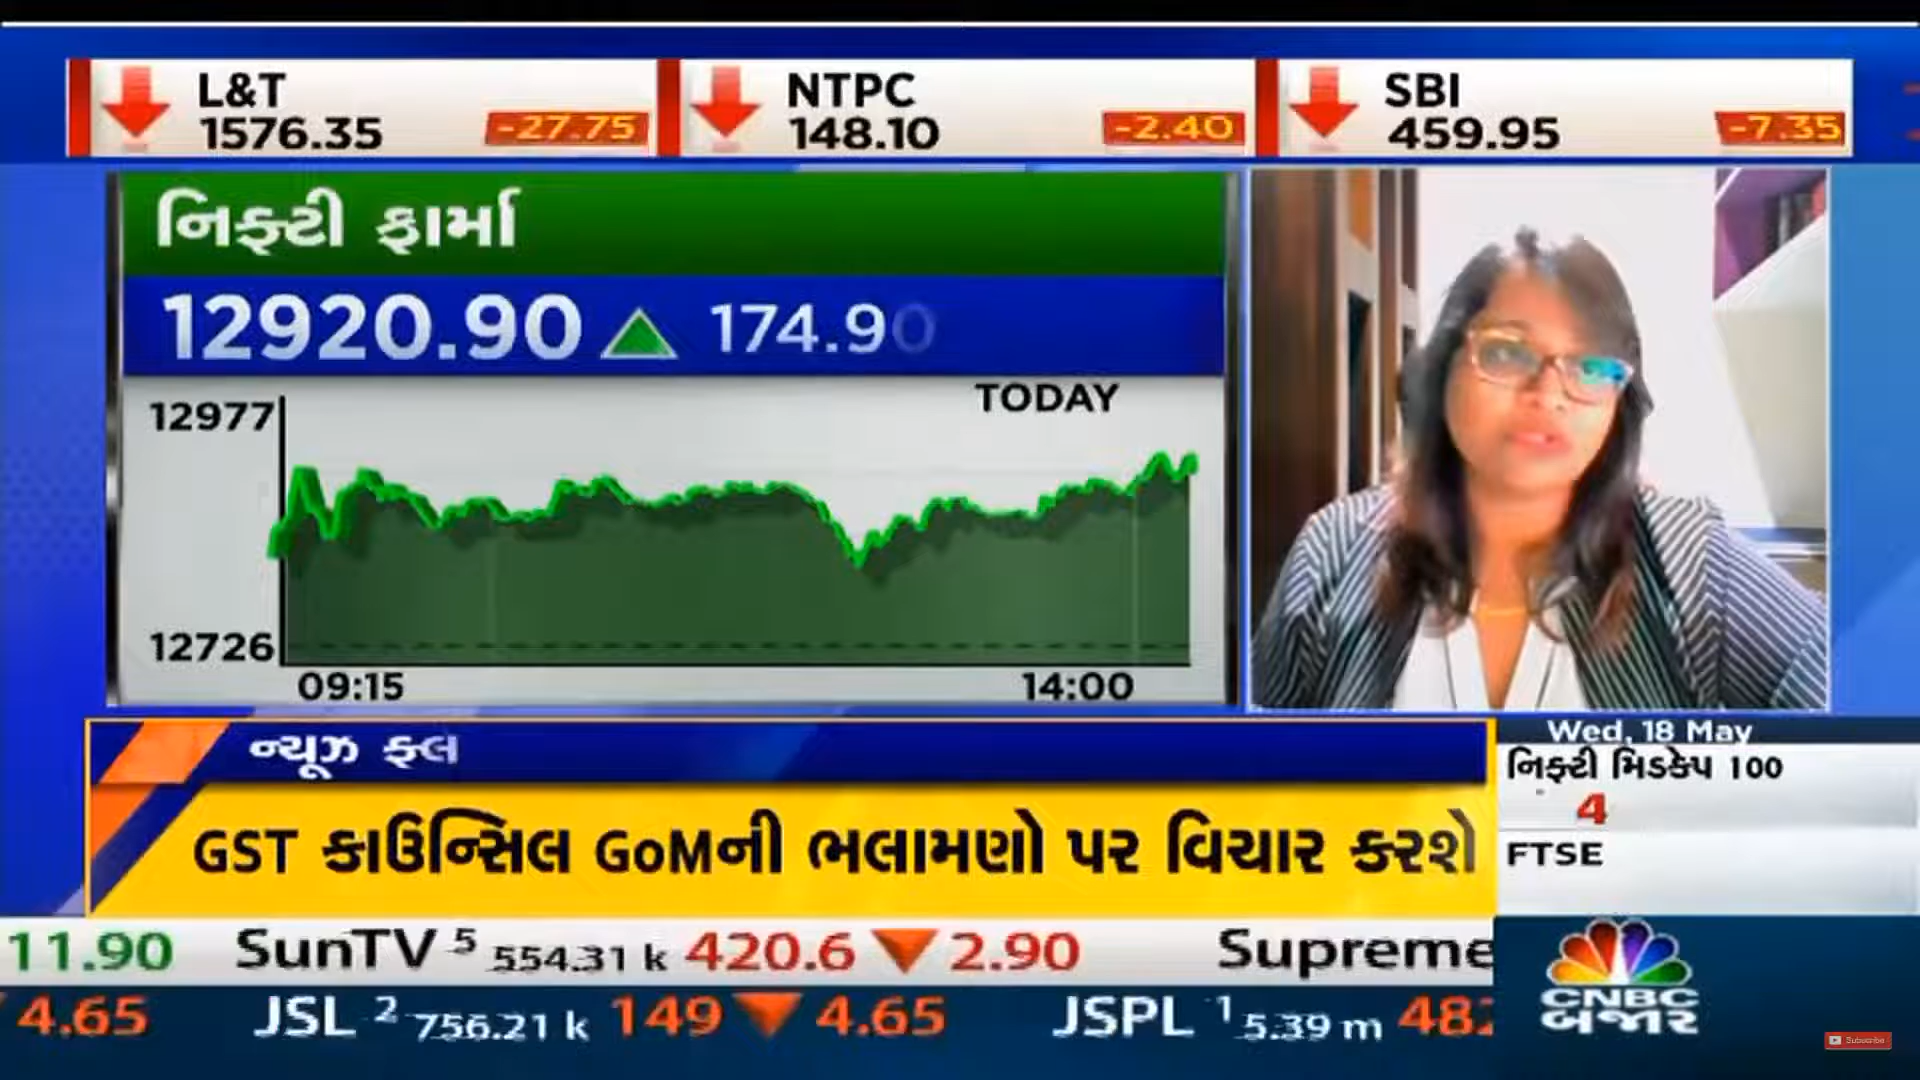 L&T
1576.35 -27.75
NTPC
148.10 -2.40
SBI
459.95 -7.35
નિફ્ટી ફાર્મા
12920.90 174.90
TODAY
12977
12726
09:15 14:00
ન્યૂઝ ફ્લ
GST કાઉન્સિલ GoMની ભલામણો પર વિચાર કરશે
Wed, 18 May
નિફ્ટી મિડકેપ 100
4
FTSE
11.90 SunTV 5 554.31 k 420.6 2.90 Supreme
4.65 JSL 2 756.21 k 149 4.65 JSPL 1 5.39 m 482
CNBC
બજાર
Subscribe